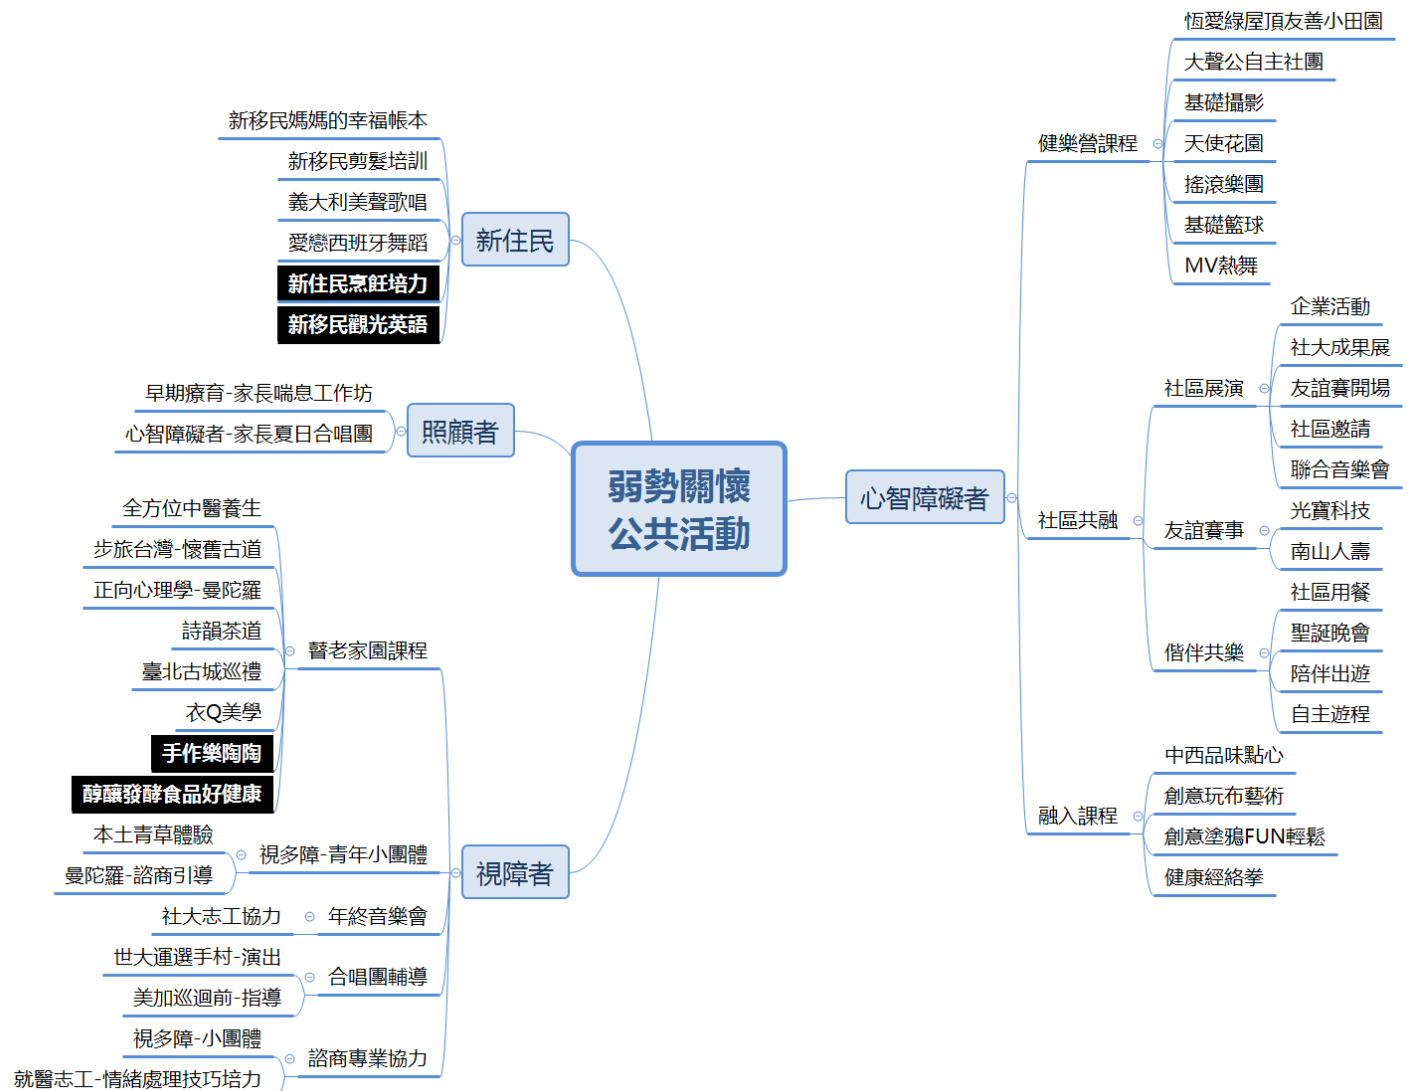 弱勢關懷
公共活動
新住民
新移民媽媽的幸福帳本
新移民剪髮培訓
義大利美聲歌唱
愛戀西班牙舞蹈
新住民烹飪培力
新移民觀光英語
照顧者
早期療育-家長喘息工作坊
心智障礙者-家長夏日合唱團
視障者
瞽老家園課程
全方位中醫養生
步旅台灣-懷舊古道
正向心理學-曼陀羅
詩韻茶道
臺北古城巡禮
衣Q美學
手作樂陶陶
醇釀發酵食品好健康
視多障-青年小團體
本土青草體驗
曼陀羅-諮商引導
年終音樂會
社大志工協力
合唱團輔導
世大運選手村-演出
美加巡迴前-指導
諮商專業協力
視多障-小團體
就醫志工-情緒處理技巧培力
心智障礙者
健樂營課程
恆愛綠屋頂友善小田園
大聲公自主社團
基礎攝影
天使花園
搖滾樂團
基礎籃球
MV熱舞
社區共融
社區展演
企業活動
社大成果展
友誼賽開場
社區邀請
聯合音樂會
友誼賽事
光寶科技
南山人壽
偕伴共樂
社區用餐
聖誕晚會
陪伴出遊
自主遊程
融入課程
中西品味點心
創意玩布藝術
創意塗鴉FUN輕鬆
健康經絡拳